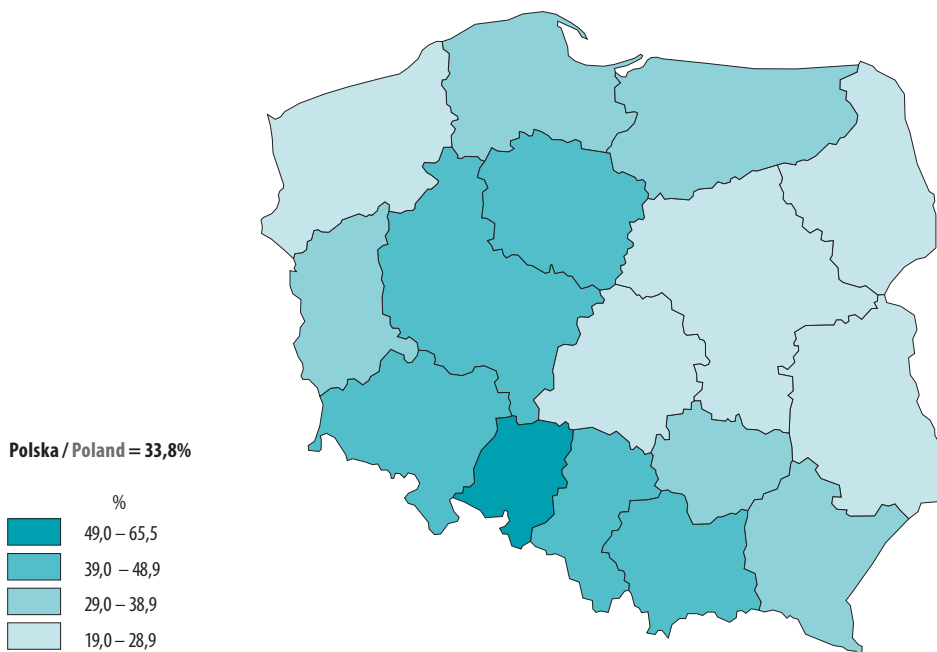 Polska / Poland = 33,8%
%
49,0 – 65,5
39,0 – 48,9
29,0 – 38,9
19,0 – 28,9